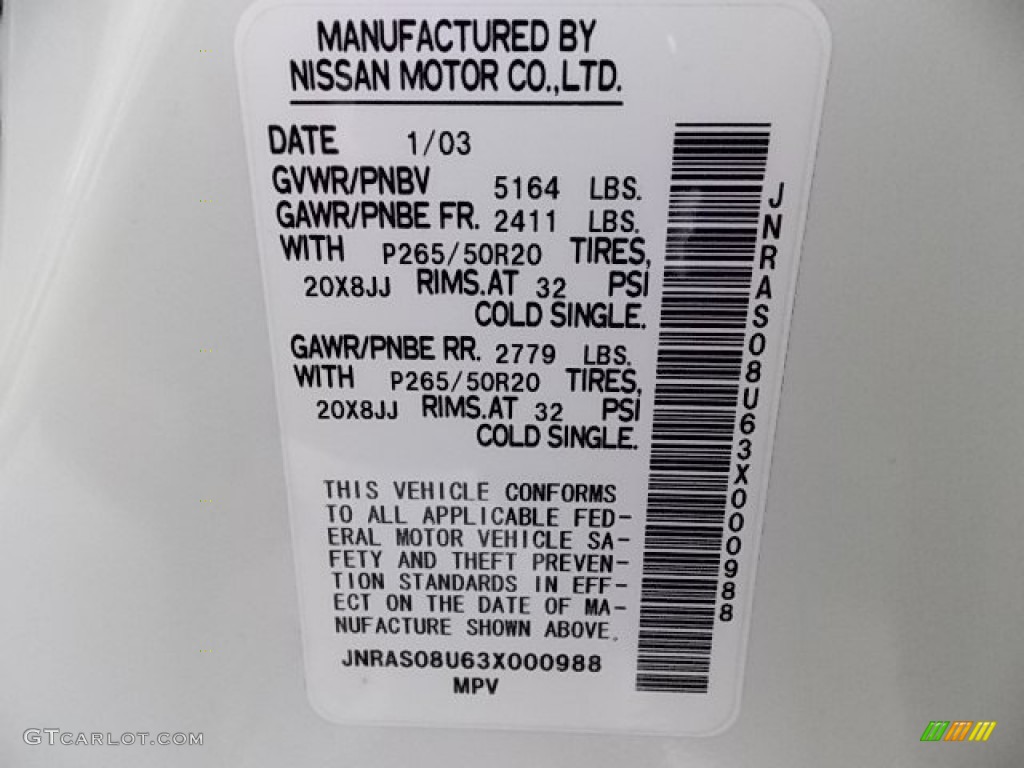 MANUFACTURED BY
NISSAN MOTOR CO.,LTD.
DATE 1/03
GVWR/PNBV 5164 LBS.
GAWR/PNBE FR. 2411 LBS.
WITH P265/50R20 TIRES,
20X8JJ RIMS.AT 32 PSI
COLD SINGLE.
GAWR/PNBE RR. 2779 LBS.
WITH P265/50R20 TIRES,
20X8JJ RIMS.AT 32 PSI
COLD SINGLE.
THIS VEHICLE CONFORMS
TO ALL APPLICABLE FED-
ERAL MOTOR VEHICLE SA-
FETY AND THEFT PREVEN-
TION STANDARDS IN EFF-
ECT ON THE DATE OF MA-
NUFACTURE SHOWN ABOVE.
JNRAS08U63X000988
MPV
JNRAS08U63X000988
GTCARLOT.COM